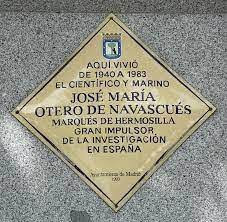 AQUI VIVIÓ
DE 1940 A 1983
EL CIENTÍFICO Y MARINO
JOSÉ MARÍA
OTERO DE NAVASCUÉS
MARQUÉS DE HERMOSILLA
GRAN IMPULSOR
DE LA INVESTIGACIÓN
EN ESPAÑA
Ayuntamiento de Madrid